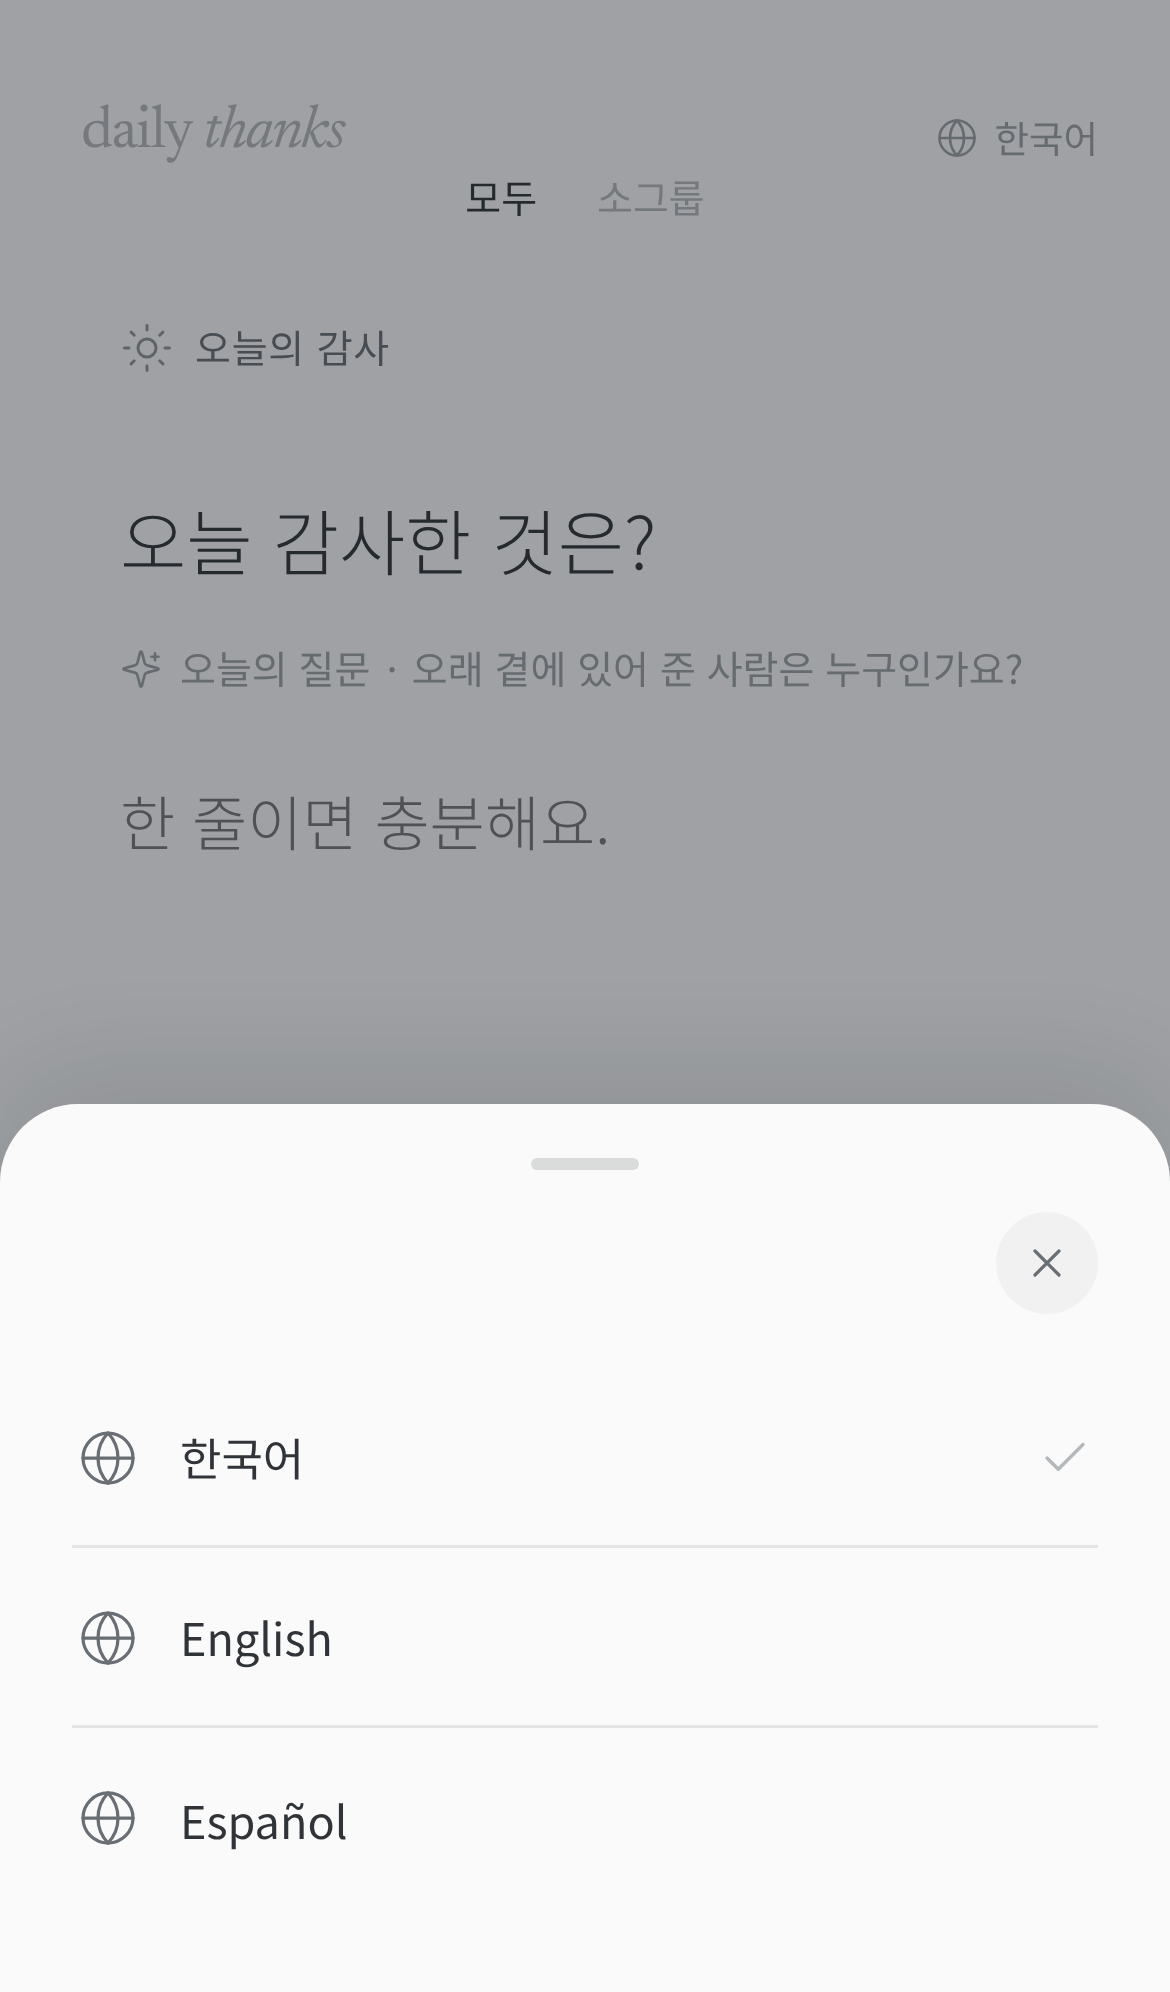 daily thanks
한국어
모두 소그룹
오늘의 감사
오늘 감사한 것은?
오늘의 질문 · 오래 곁에 있어 준 사람은 누구인가요?
한 줄이면 충분해요.
한국어
English
Español